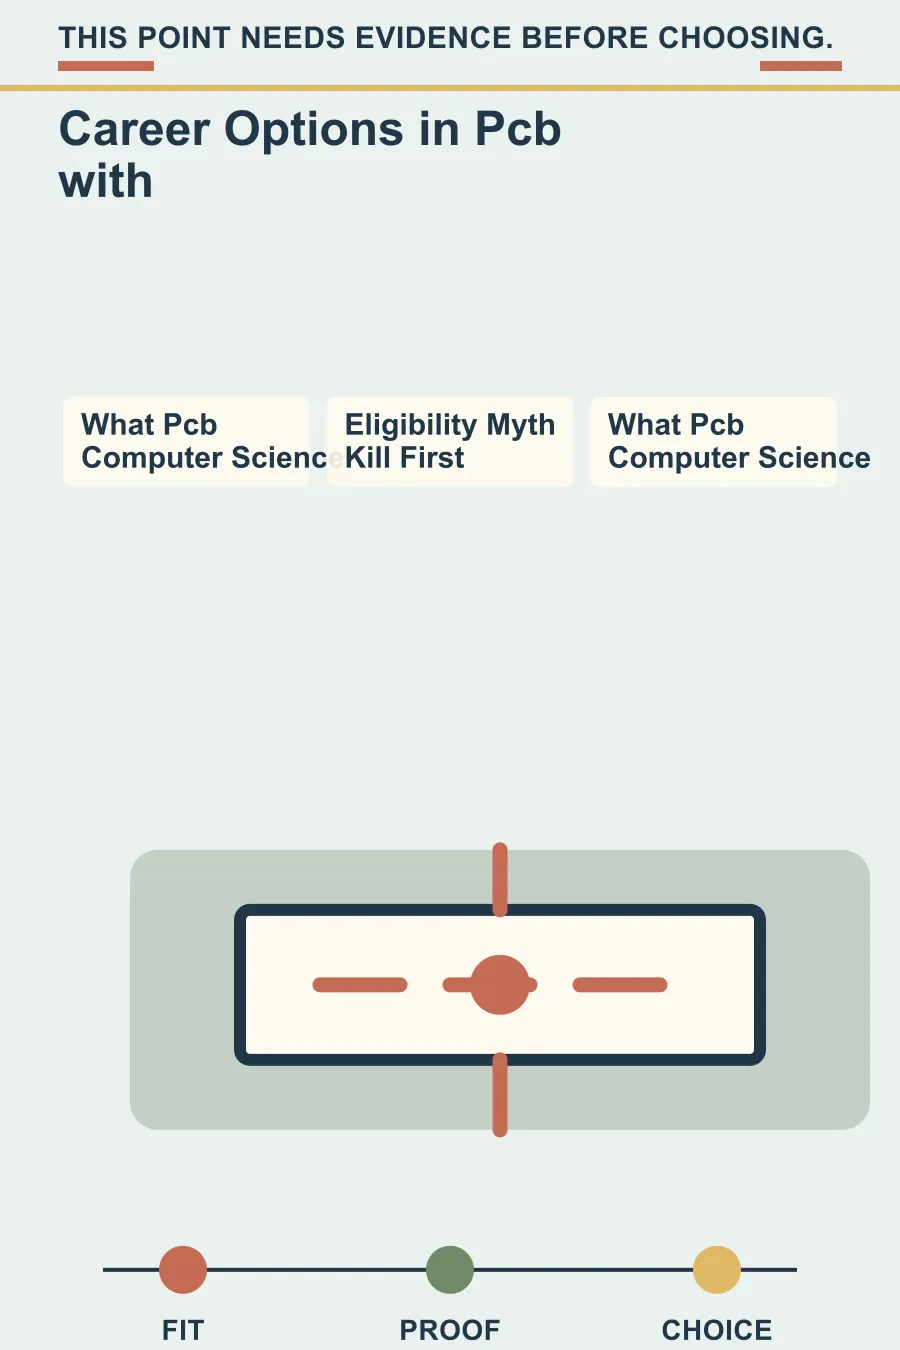 THIS POINT NEEDS EVIDENCE BEFORE CHOOSING.
Career Options in Pcb
with
What Pcb
Computer Science
Eligibility Myth
Kill First
What Pcb
Computer Science
FIT
PROOF
CHOICE